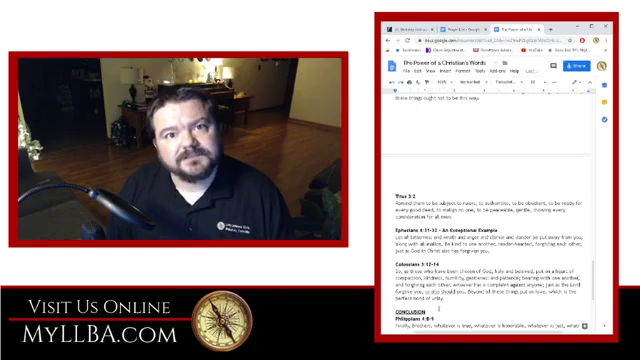 The Power of a Christian's Words
File Edit View Insert Format Tools Add-ons Help
Share
these things ought not to be this way.
Titus 3:2
Remind them to be subject to rulers, to authorities, to be obedient, to be ready for
every good deed, to malign no one, to be peaceable, gentle, showing every
consideration for all men.
Ephesians 4:31-32 - An Exceptional Example
Let all bitterness and wrath and anger and clamor and slander be put away from you,
along with all malice. Be kind to one another, tender-hearted, forgiving each other,
just as God in Christ also has forgiven you.
Colossians 3:12-14
So, as those who have been chosen of God, holy and beloved, put on a heart of
compassion, kindness, humility, gentleness and patience; bearing with one another,
and forgiving each other, whoever has a complaint against anyone; just as the Lord
forgave you, so also should you. Beyond all these things put on love, which is the
perfect bond of unity.
CONCLUSION
Philippians 4:8-9
Finally, brothers, whatever is true, whatever is honorable, whatever is just, whats
Visit Us Online
MyLLBA.com